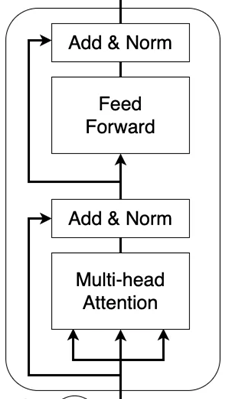 Add & Norm
Feed
Forward
Add & Norm
Multi-head
Attention